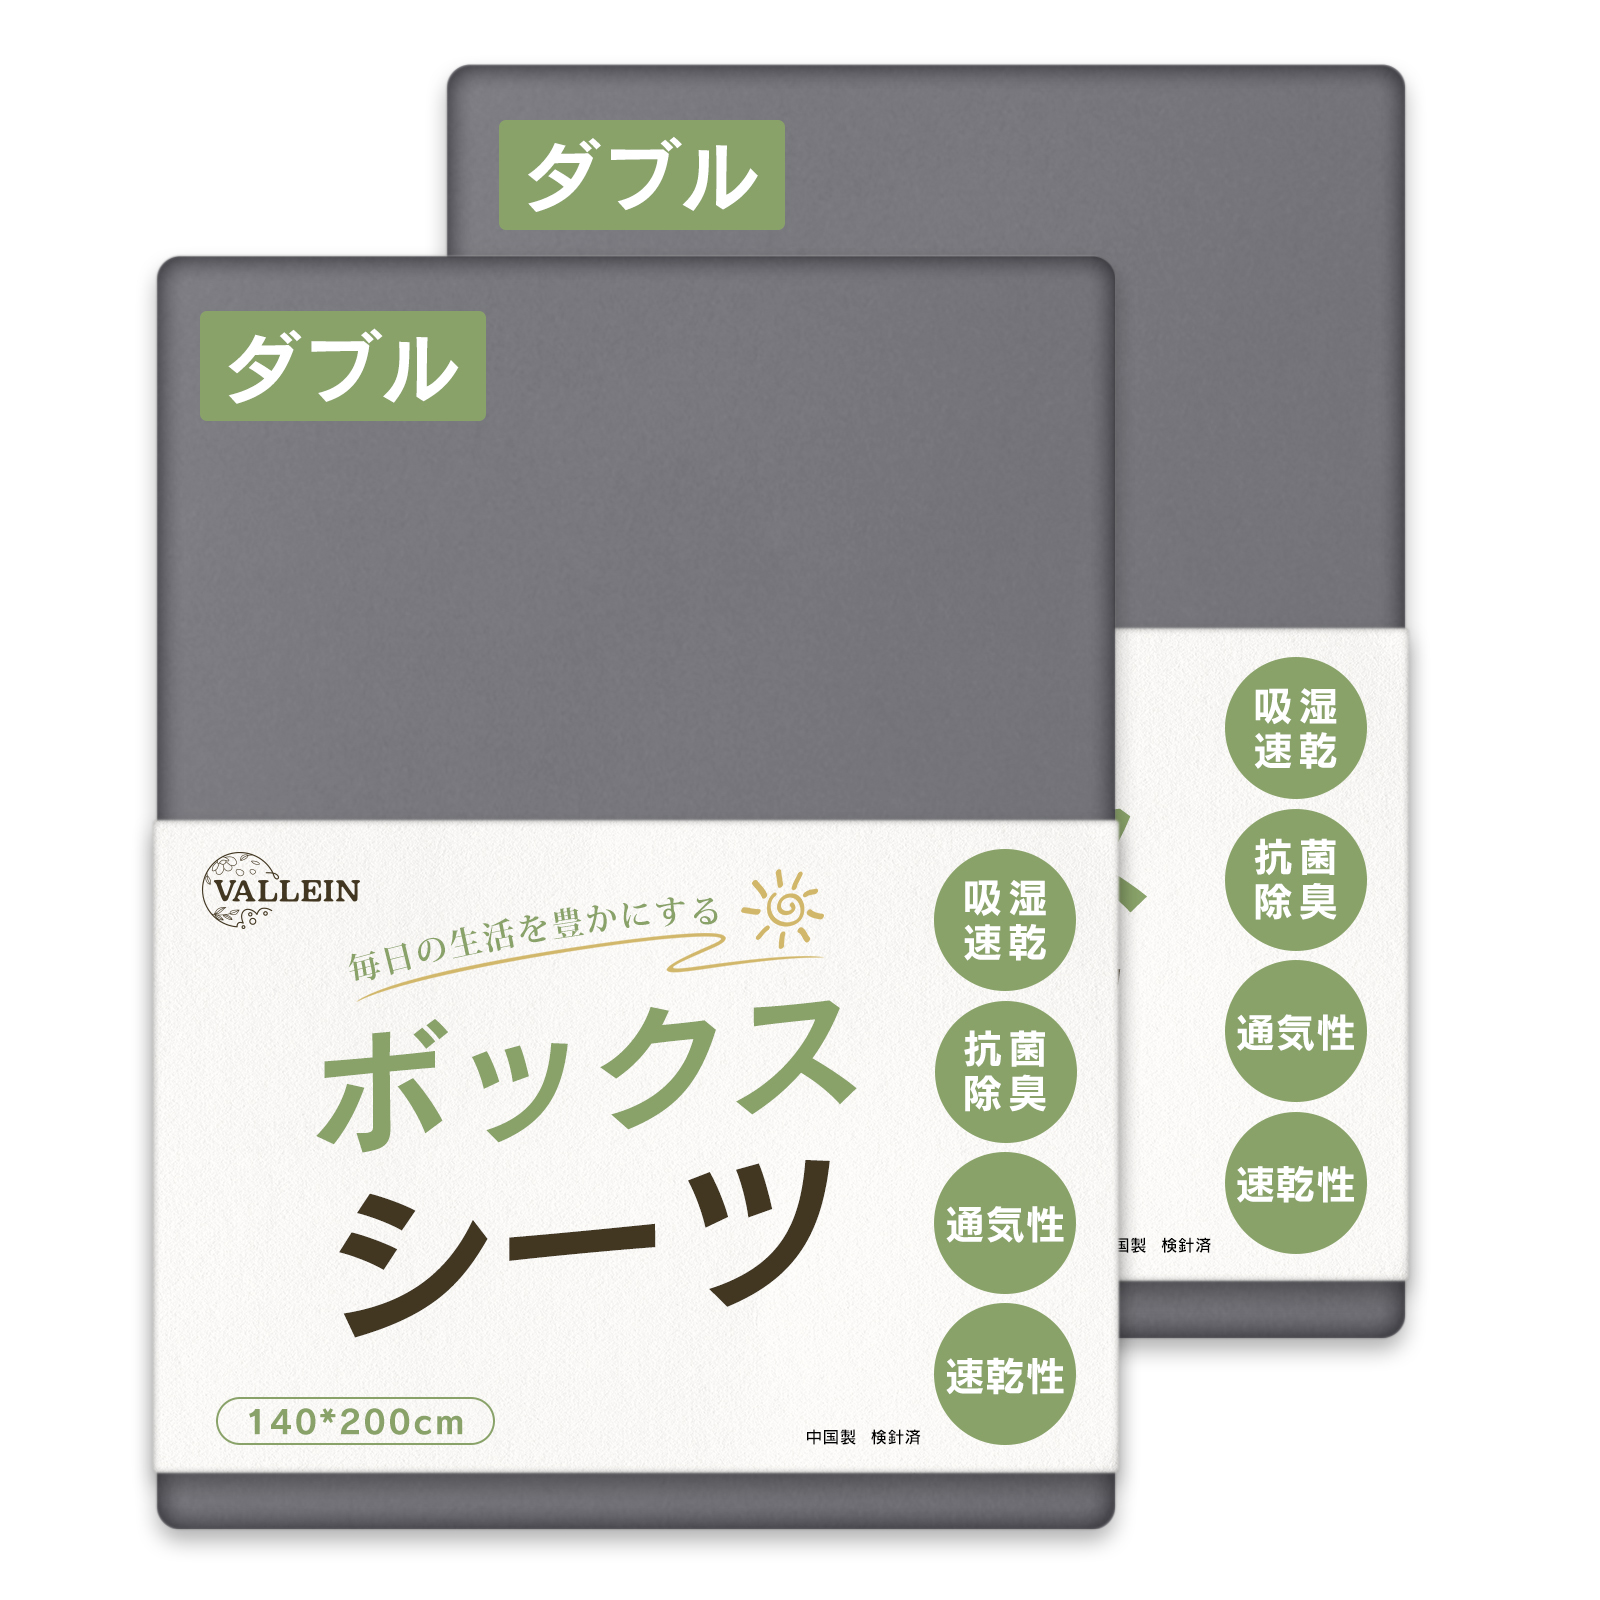 ダブル
ダブル
VALLEIN
毎日の生活を豊かにする
ボックス
シーツ
140*200cm
中国製 検針済
吸湿
速乾
抗菌
除臭
通気性
速乾性
吸湿
速乾
抗菌
除臭
通気性
速乾性
国製 検針済